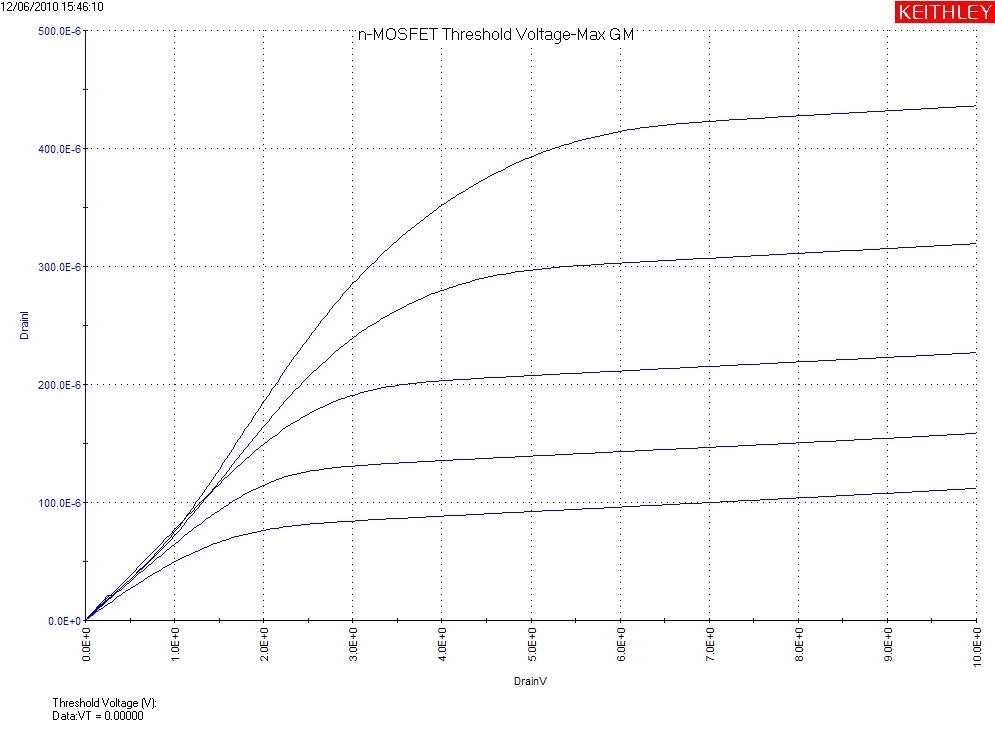 12/06/2010 15:46:10
KEITHLEY
n-MOSFET Threshold Voltage-Max GM
500.0E-6
400.0E-6
300.0E-6
200.0E-6
100.0E-6
0.0E+0
DrainI
0.0E+0
1.0E+0
2.0E+0
3.0E+0
4.0E+0
5.0E+0
6.0E+0
7.0E+0
8.0E+0
9.0E+0
10.0E+0
DrainV
Threshold Voltage (V):
Data:VT = 0.00000